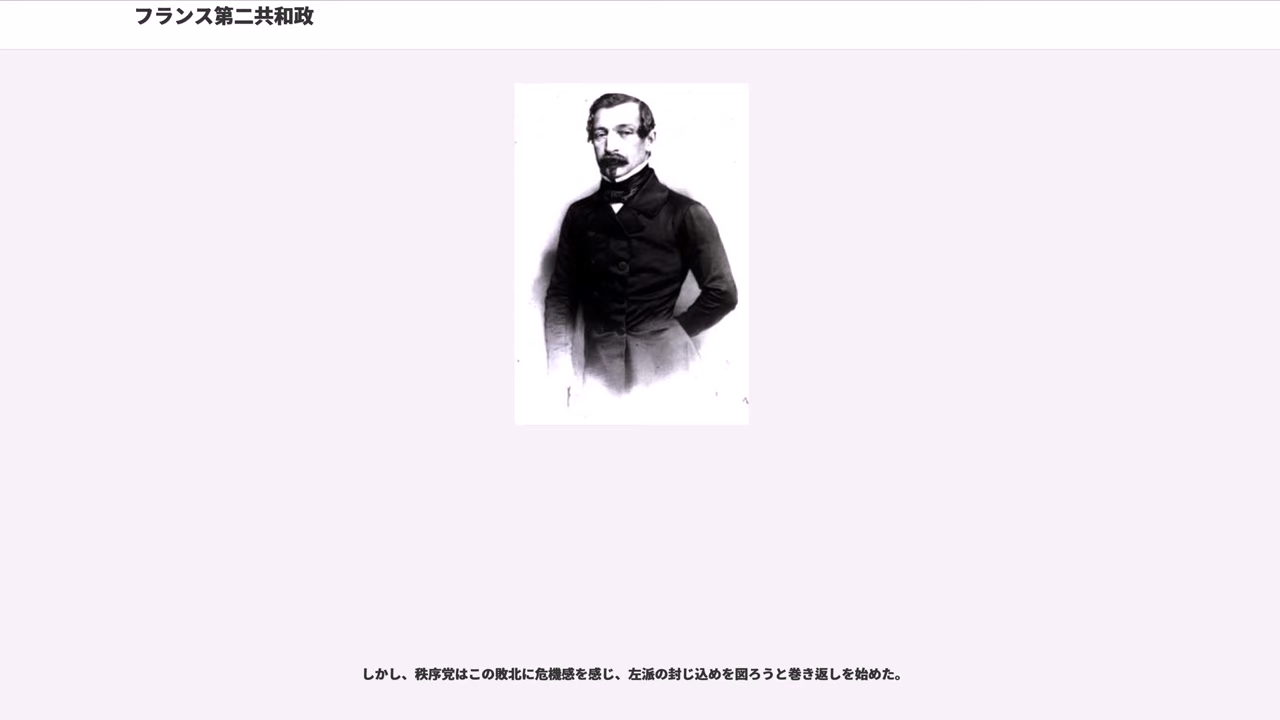 フランス第二共和政
しかし、秩序党はこの敗北に危機感を感じ、左派の封じ込めを図ろうと巻き返しを始めた。